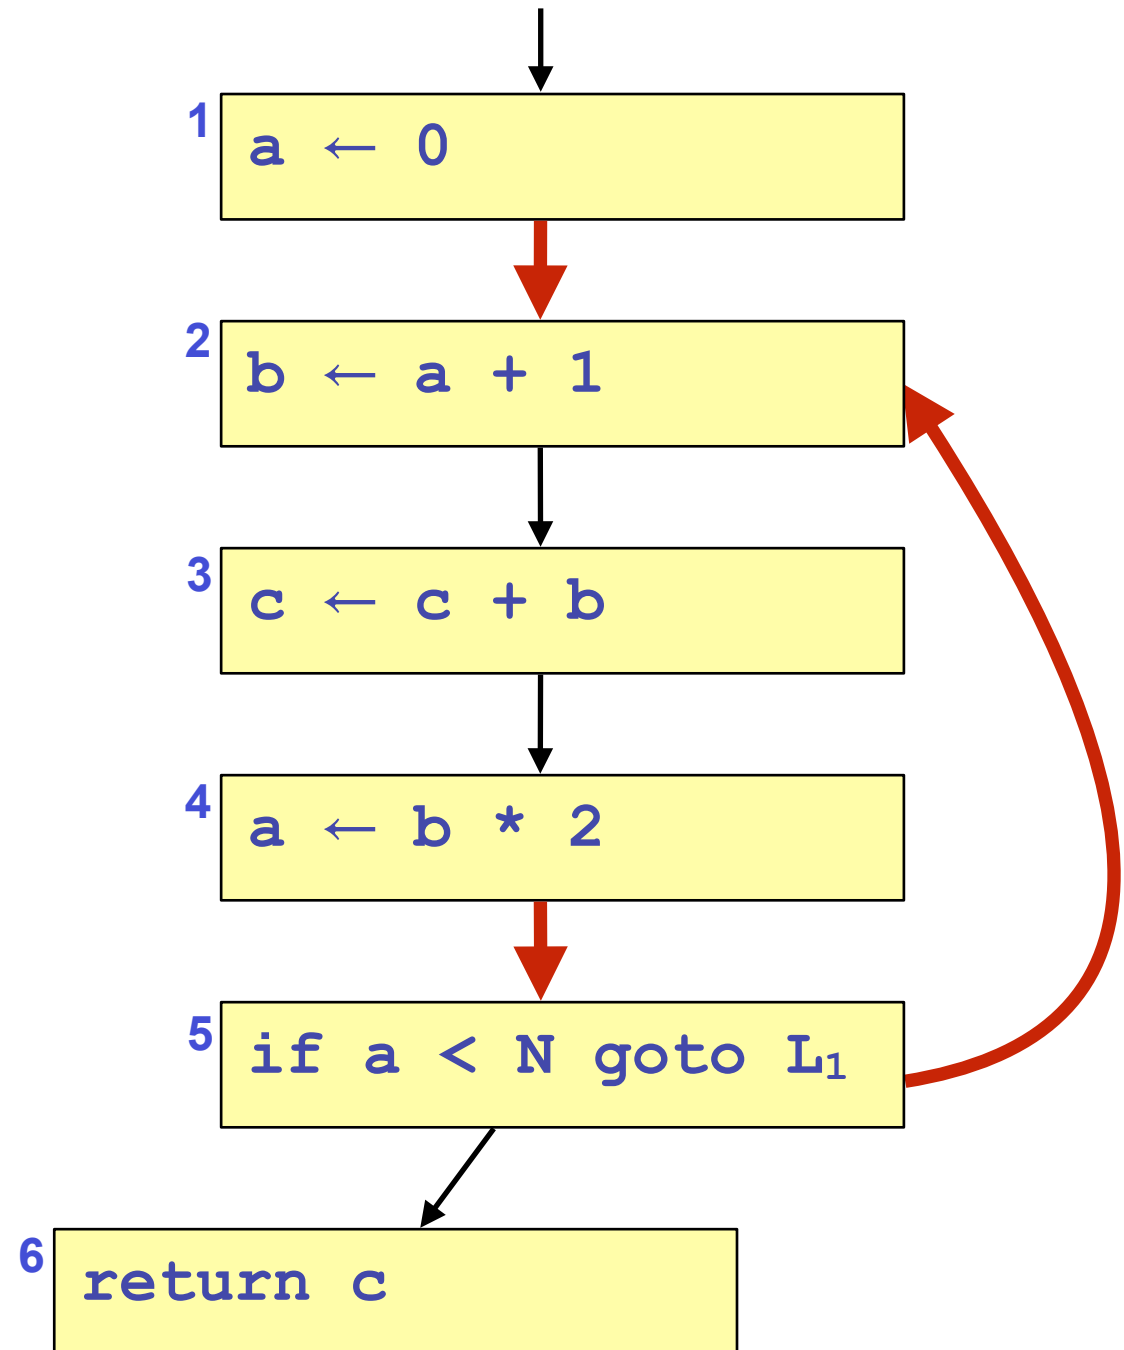 1
a ← 0
2
b ← a + 1
3
c ← c + b
4
a ← b * 2
5
if a < N goto L₁
6
return c